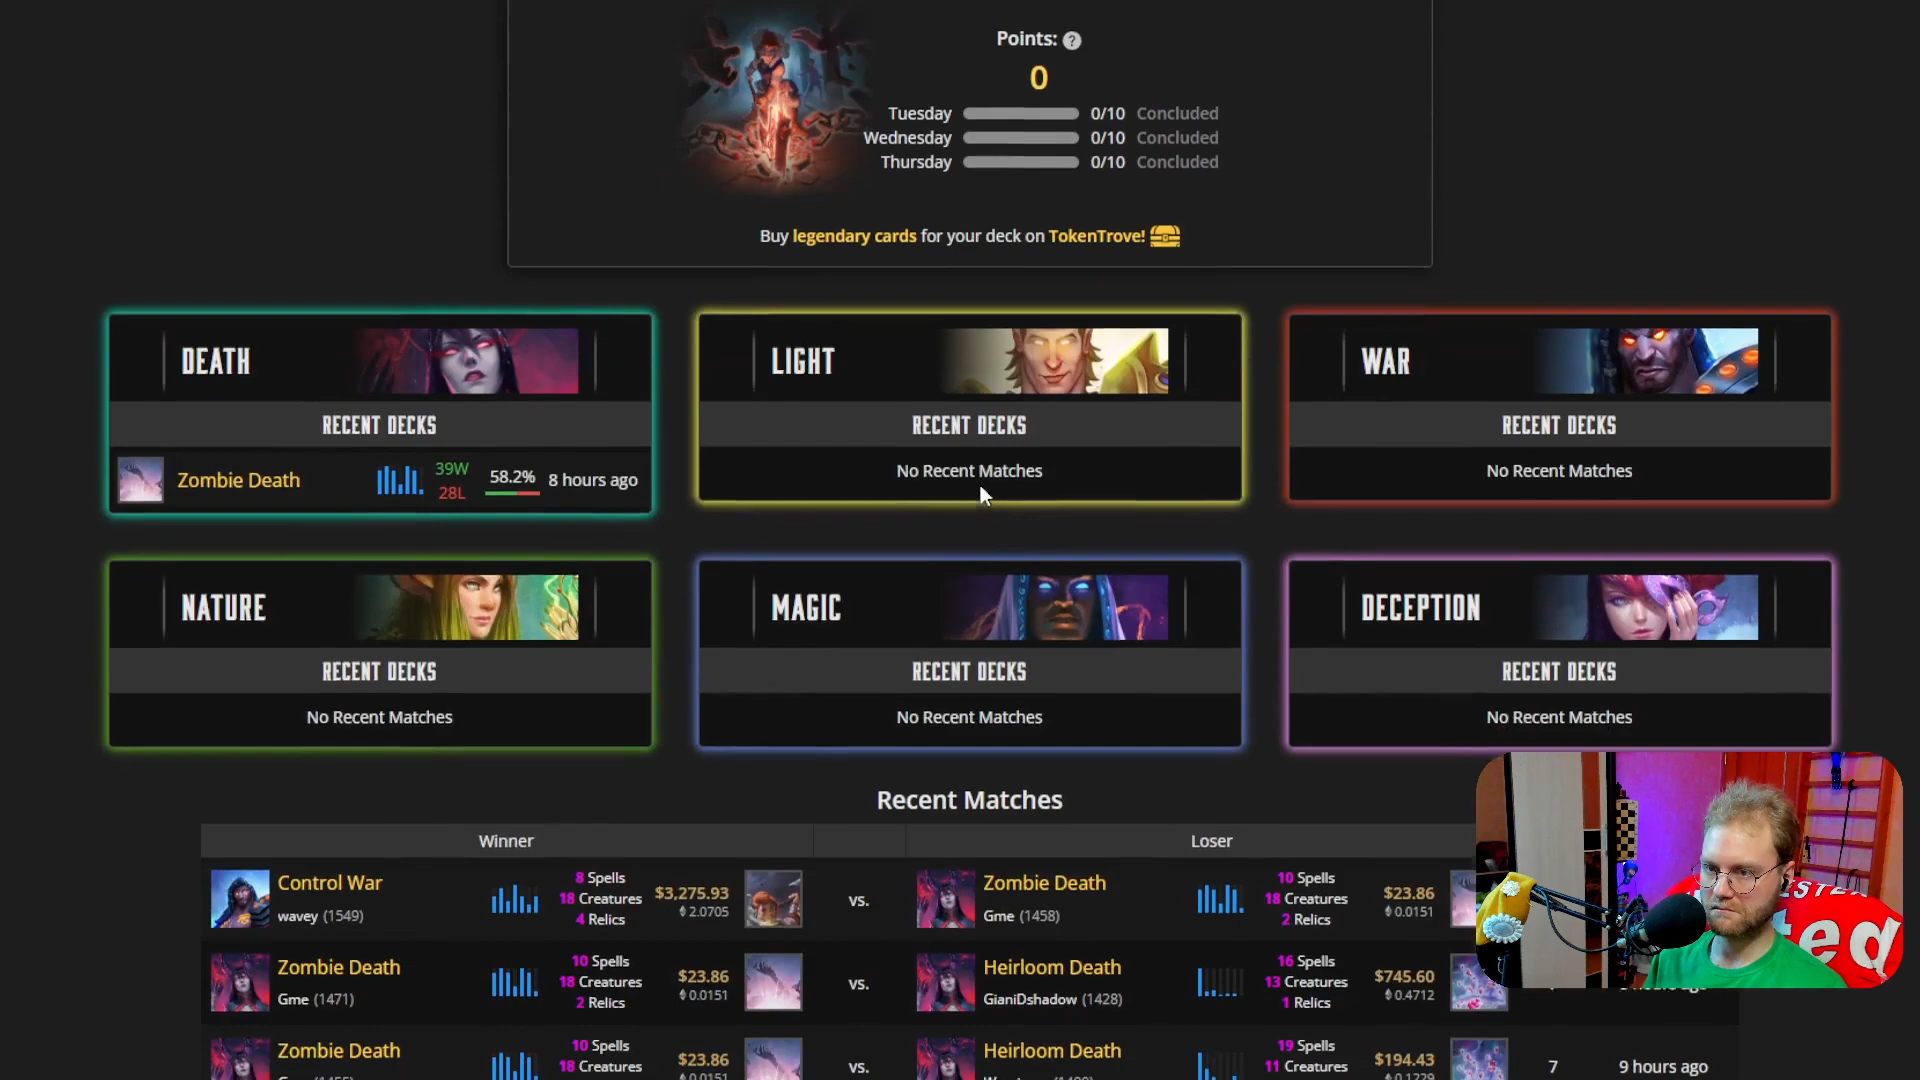 Points: ?
0
Tuesday 0/10 Concluded
Wednesday 0/10 Concluded
Thursday 0/10 Concluded
Buy legendary cards for your deck on TokenTrove!
DEATH
RECENT DECKS
Zombie Death 39W 28L 58.2% 8 hours ago
LIGHT
RECENT DECKS
No Recent Matches
WAR
RECENT DECKS
No Recent Matches
NATURE
RECENT DECKS
No Recent Matches
MAGIC
RECENT DECKS
No Recent Matches
DECEPTION
RECENT DECKS
No Recent Matches
Recent Matches
Winner Loser
Control War
wavey (1549)
8 Spells
18 Creatures
4 Relics
$3,275.93
2.0705
vs.
Zombie Death
Gme (1458)
10 Spells
18 Creatures
2 Relics
$23.86
0.0151
Zombie Death
Gme (1471)
10 Spells
18 Creatures
2 Relics
$23.86
0.0151
vs.
Heirloom Death
GianiDshadow (1428)
16 Spells
13 Creatures
1 Relics
$745.60
0.4712
Zombie Death
10 Spells
18 Creatures
$23.86
vs.
Heirloom Death
19 Spells
11 Creatures
$194.43
7
9 hours ago
ted